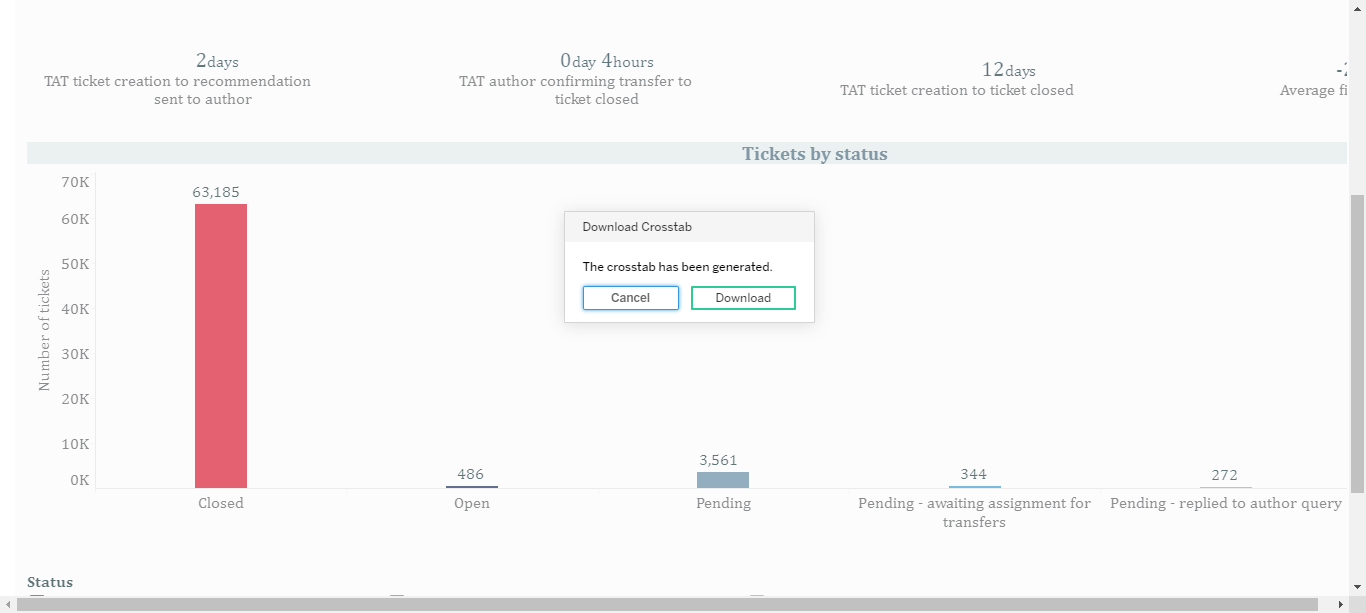 2days
TAT ticket creation to recommendation
sent to author
0day 4hours
TAT author confirming transfer to
ticket closed
12days
TAT ticket creation to ticket closed
Average
Tickets by status
Number of tickets
70K
60K
50K
40K
30K
20K
10K
0K
63,185
486
3,561
344
272
Closed
Open
Pending
Pending - awaiting assignment for
transfers
Pending - replied to author query
Download Crosstab
The crosstab has been generated.
Cancel
Download
Status